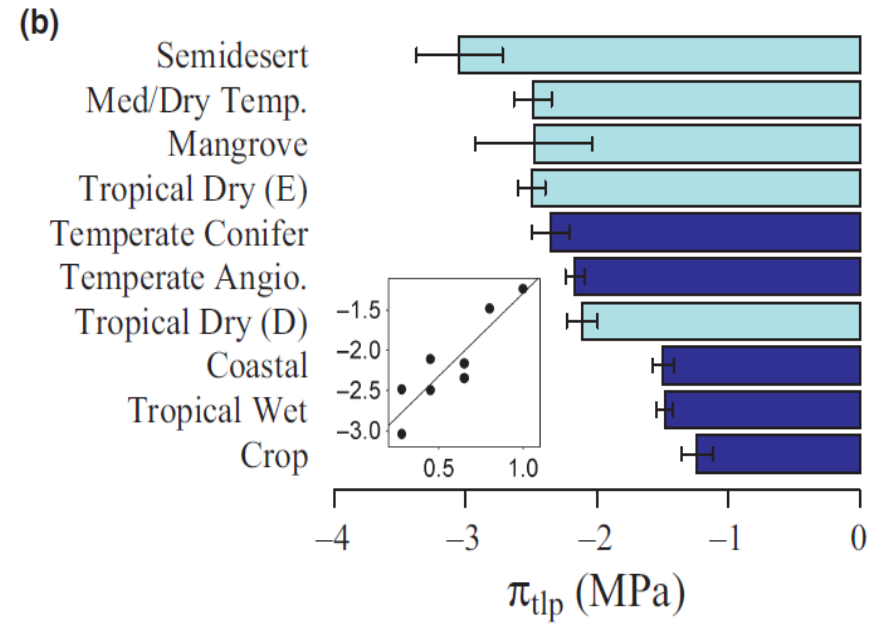 (b)
Semidesert
Med/Dry Temp.
Mangrove
Tropical Dry (E)
Temperate Conifer
Temperate Angio.
Tropical Dry (D)
Coastal
Tropical Wet
Crop
−1.5
−2.0
−2.5
−3.0
0.5 1.0
−4 −3 −2 −1 0
πtlp (MPa)